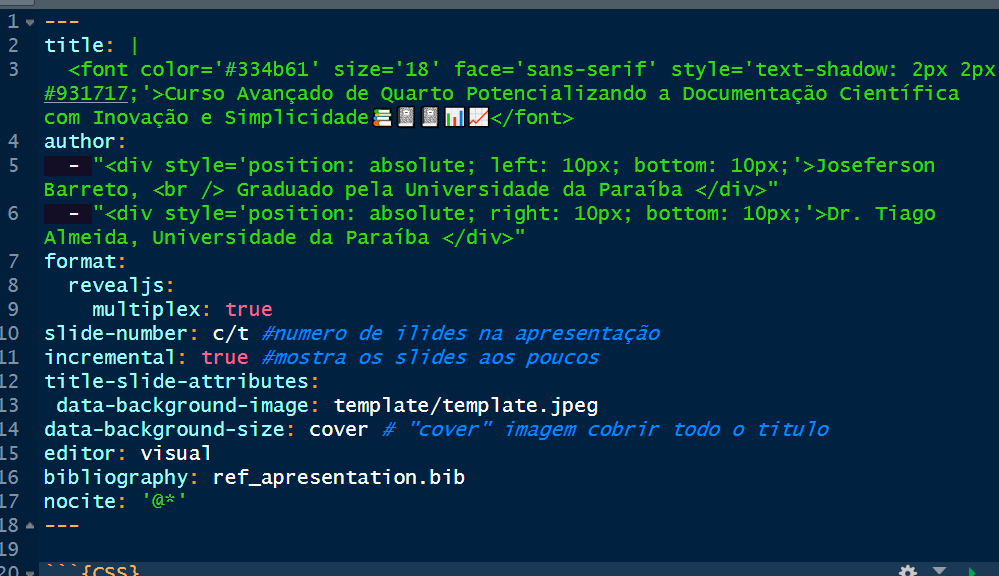 1 ---
2 title: |
3   <font color='#334b61' size='18' face='sans-serif' style='text-shadow: 2px 2px
#931717;'>Curso Avançado de Quarto Potencializando a Documentação Científica
com Inovação e Simplicidade📚📓📓📊📈</font>
4 author:
5   - "<div style='position: absolute; left: 10px; bottom: 10px;'>Joseferson
Barreto, <br /> Graduado pela Universidade da Paraíba </div>"
6   - "<div style='position: absolute; right: 10px; bottom: 10px;'>Dr. Tiago
Almeida, Universidade da Paraíba </div>"
7 format:
8   revealjs:
9     multiplex: true
10 slide-number: c/t #numero de ilides na apresentação
11 incremental: true #mostra os slides aos poucos
12 title-slide-attributes:
13  data-background-image: template/template.jpeg
14 data-background-size: cover # "cover" imagem cobrir todo o titulo
15 editor: visual
16 bibliography: ref_apresentation.bib
17 nocite: '@*'
18 ---
19
20 ```{CSS}